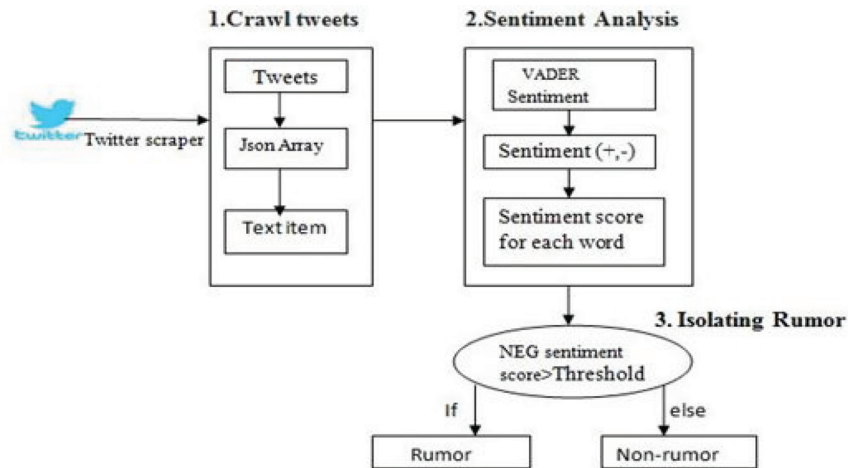 1.Crawl tweets
2.Sentiment Analysis
twitter
Twitter scraper
Tweets
Json Array
Text item
VADER
Sentiment
Sentiment (+,-)
Sentiment score
for each word
3. Isolating Rumor
NEG sentiment
score>Threshold
If
else
Rumor
Non-rumor